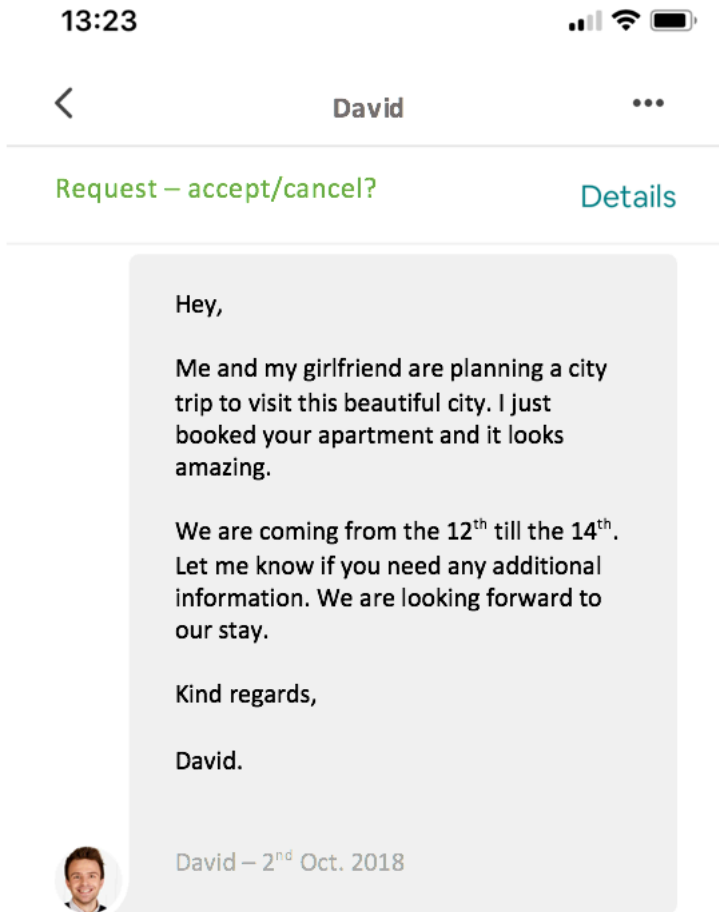 13:23
David
Request – accept/cancel?
Details
Hey,
Me and my girlfriend are planning a city
trip to visit this beautiful city. I just
booked your apartment and it looks
amazing.
We are coming from the 12th till the 14th.
Let me know if you need any additional
information. We are looking forward to
our stay.
Kind regards,
David.
David – 2nd Oct. 2018